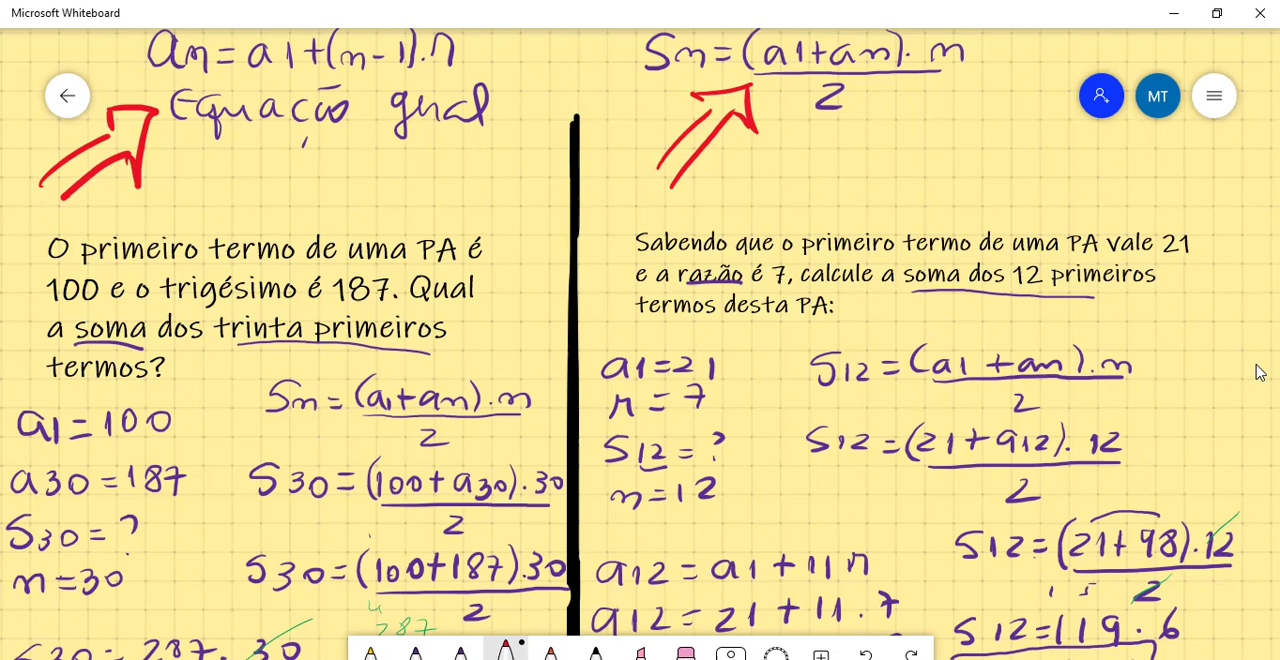 Microsoft Whiteboard
an = a1+(n-1).r
Equação geral
Sn = (a1+an).n
2
MT
O primeiro termo de uma PA é
100 e o trigésimo é 187. Qual
a soma dos trinta primeiros
termos?
a1 = 100
a30 = 187
S30 = ?
n = 30
Sn = (a1+an).n
2
S30 = (100+a30).30
2
S30 = (100+187).30
2
287
S30 = 287.30
Sabendo que o primeiro termo de uma PA vale 21
e a razão é 7, calcule a soma dos 12 primeiros
termos desta PA:
a1 = 21
r = 7
S12 = ?
n = 12
a12 = a1 + 11r
a12 = 21 + 11.7
S12 = (a1 + an).n
2
S12 = (21+a12).12
2
S12 = (21+98).12
2
S12 = 119.6